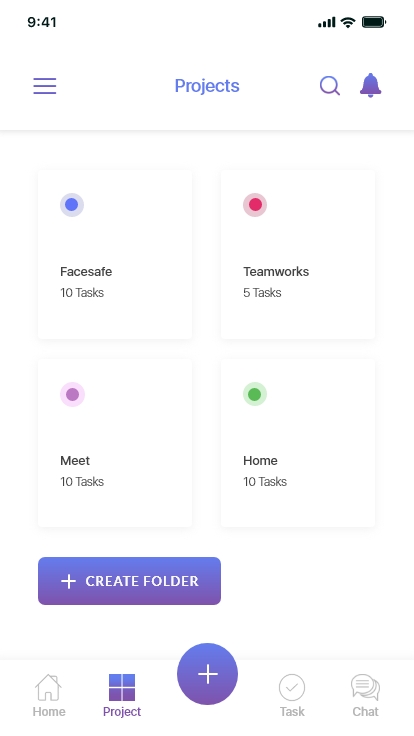 9:41
Projects
Facesafe
10 Tasks
Teamworks
5 Tasks
Meet
10 Tasks
Home
10 Tasks
CREATE FOLDER
Home
Project
Task
Chat